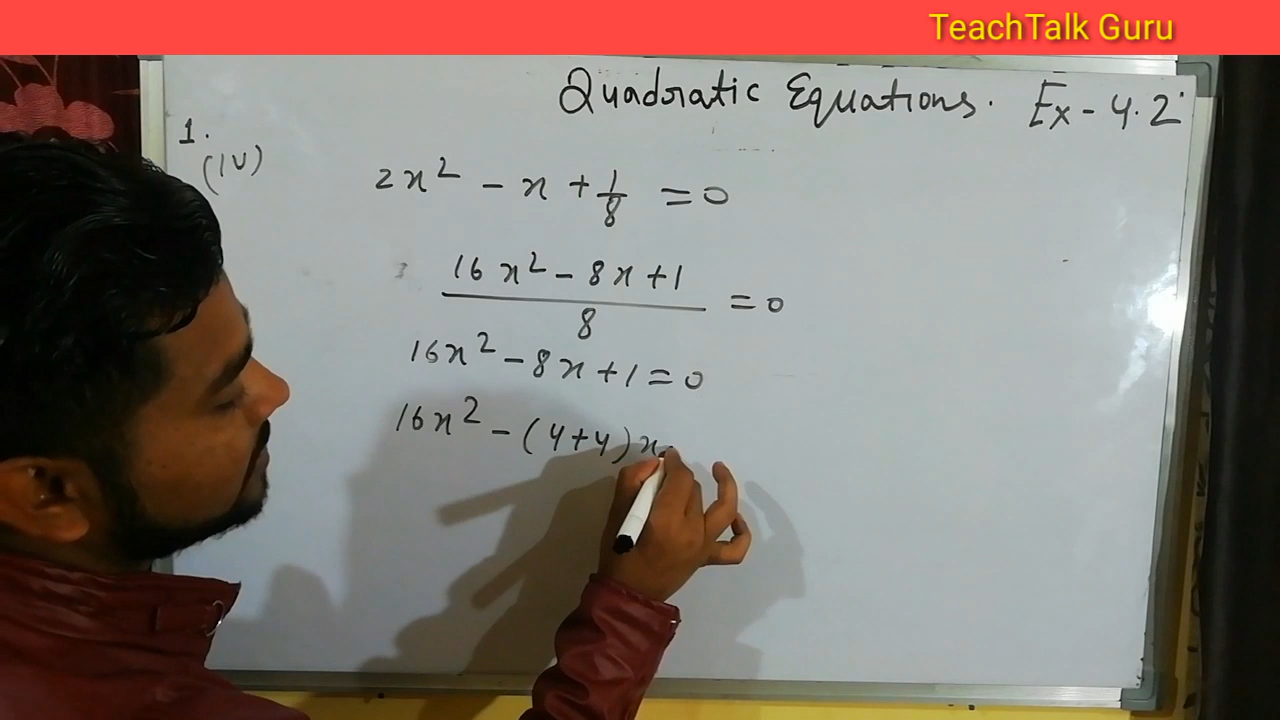 TeachTalk Guru
Quadratic Equations. Ex - 4.2
1.
(iv)
2x² - x + 1/8 = 0
16x² - 8x + 1
8
= 0
16x² - 8x + 1 = 0
16x² - (4+4)x